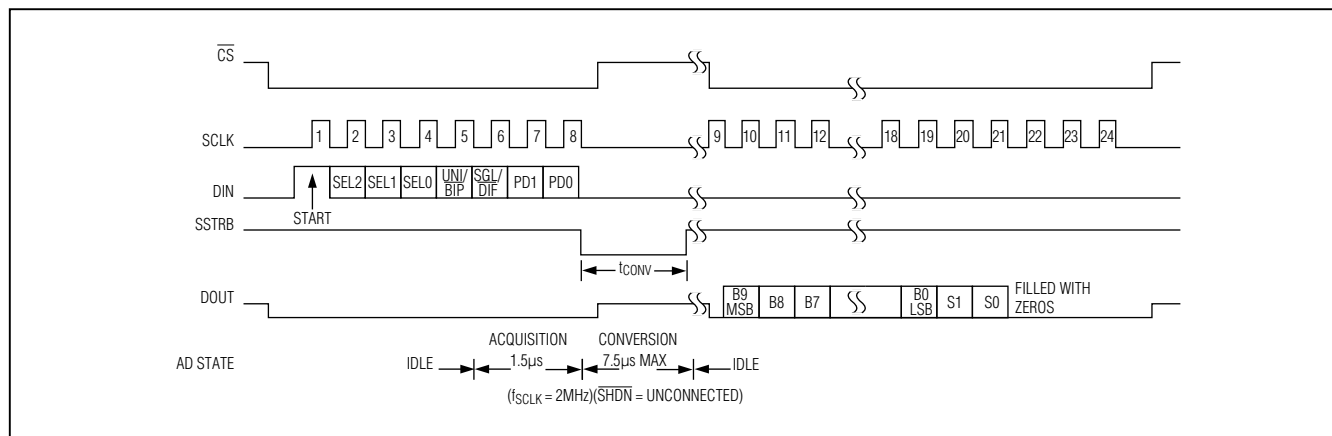 CS
SCLK 1 2 3 4 5 6 7 8 9 10 11 12 18 19 20 21 22 23 24
DIN SEL2 SEL1 SEL0 UNI/BIP SGL/DIF PD1 PD0
START
SSTRB
tCONV
DOUT B9 MSB B8 B7 B0 LSB S1 S0 FILLED WITH ZEROS
ACQUISITION CONVERSION
AD STATE IDLE 1.5µs 7.5µs MAX IDLE
(fSCLK = 2MHz)(SHDN = UNCONNECTED)